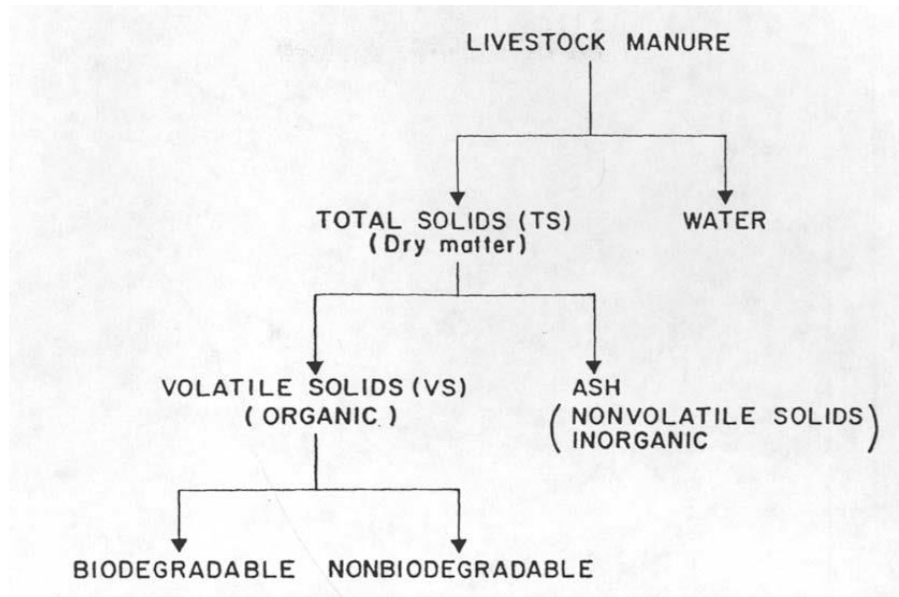 LIVESTOCK MANURE
TOTAL SOLIDS (TS)
(Dry matter)
WATER
VOLATILE SOLIDS (VS)
(ORGANIC)
ASH
(NONVOLATILE SOLIDS
INORGANIC)
BIODEGRADABLE
NONBIODEGRADABLE